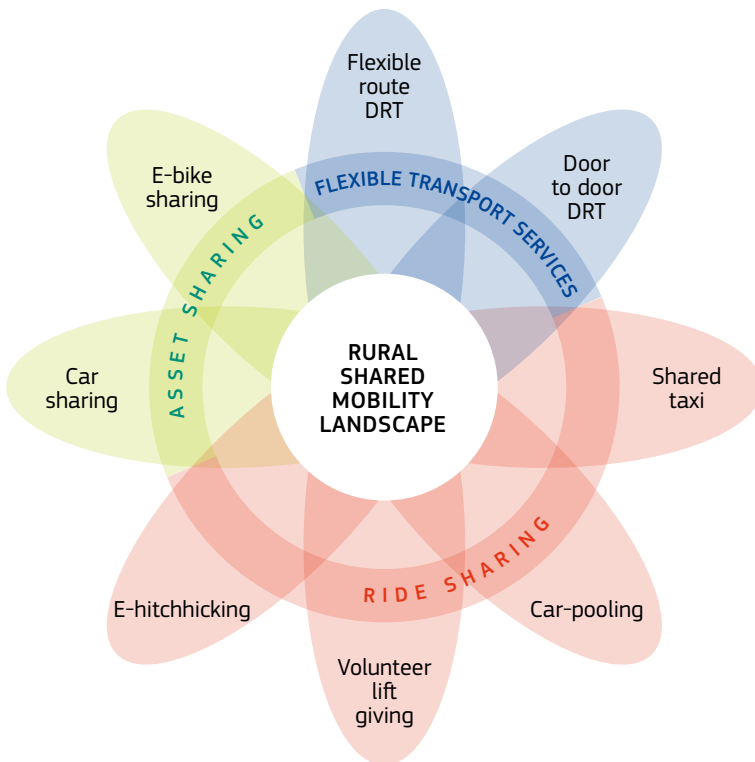 Flexible
route
DRT
Door
to door
DRT
Shared
taxi
Car-pooling
Volunteer
lift
giving
E-hitchhicking
Car
sharing
E-bike
sharing
FLEXIBLE TRANSPORT SERVICES
RIDE SHARING
ASSET SHARING
RURAL
SHARED
MOBILITY
LANDSCAPE